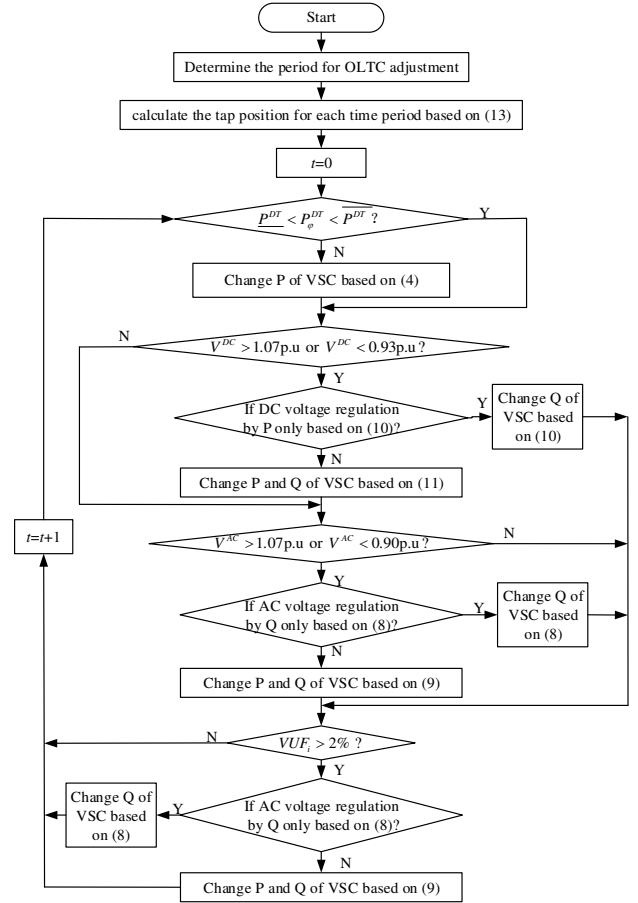 Start
Determine the period for OLTC adjustment
calculate the tap position for each time period based on (13)
t=0
P^{DT} < P_φ^{DT} < P^{DT} ?
Y
N
Change P of VSC based on (4)
N
V^{DC} >1.07p.u or V^{DC} <0.93p.u ?
Y
If DC voltage regulation
by P only based on (10)?
Y
Change Q of
VSC based
on (10)
N
Change P and Q of VSC based on (11)
t=t+1
V^{AC} >1.07p.u or V^{AC} <0.90p.u ?
N
Y
If AC voltage regulation
by Q only based on (8)?
Y
Change Q of
VSC based
on (8)
N
Change P and Q of VSC based on (9)
VUF_i > 2% ?
N
Y
If AC voltage regulation
by Q only based on (8)?
Y
Change Q of
VSC based
on (8)
N
Change P and Q of VSC based on (9)